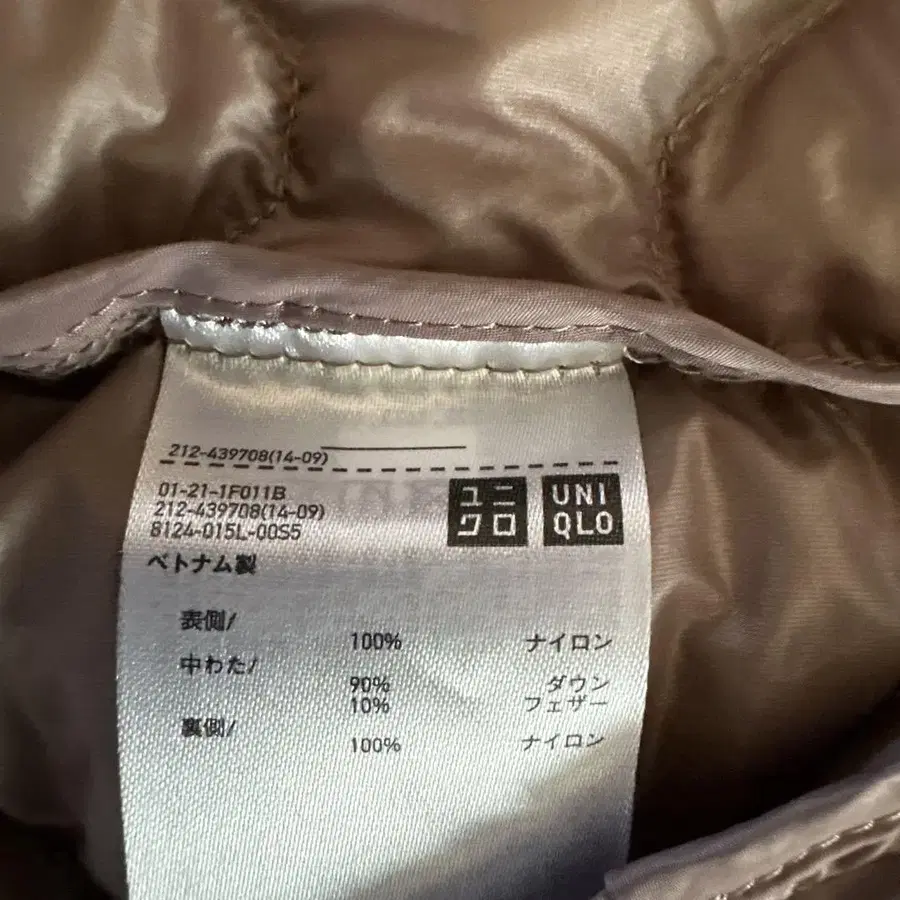 212-439708(14-09)
01-21-1F011B
212-439708(14-09)
8124-015L-00S5
ユニ
クロ
UNI
QLO
ベトナム製
表側/
100% ナイロン
中わた/
90% ダウン
10% フェザー
裏側/
100% ナイロン